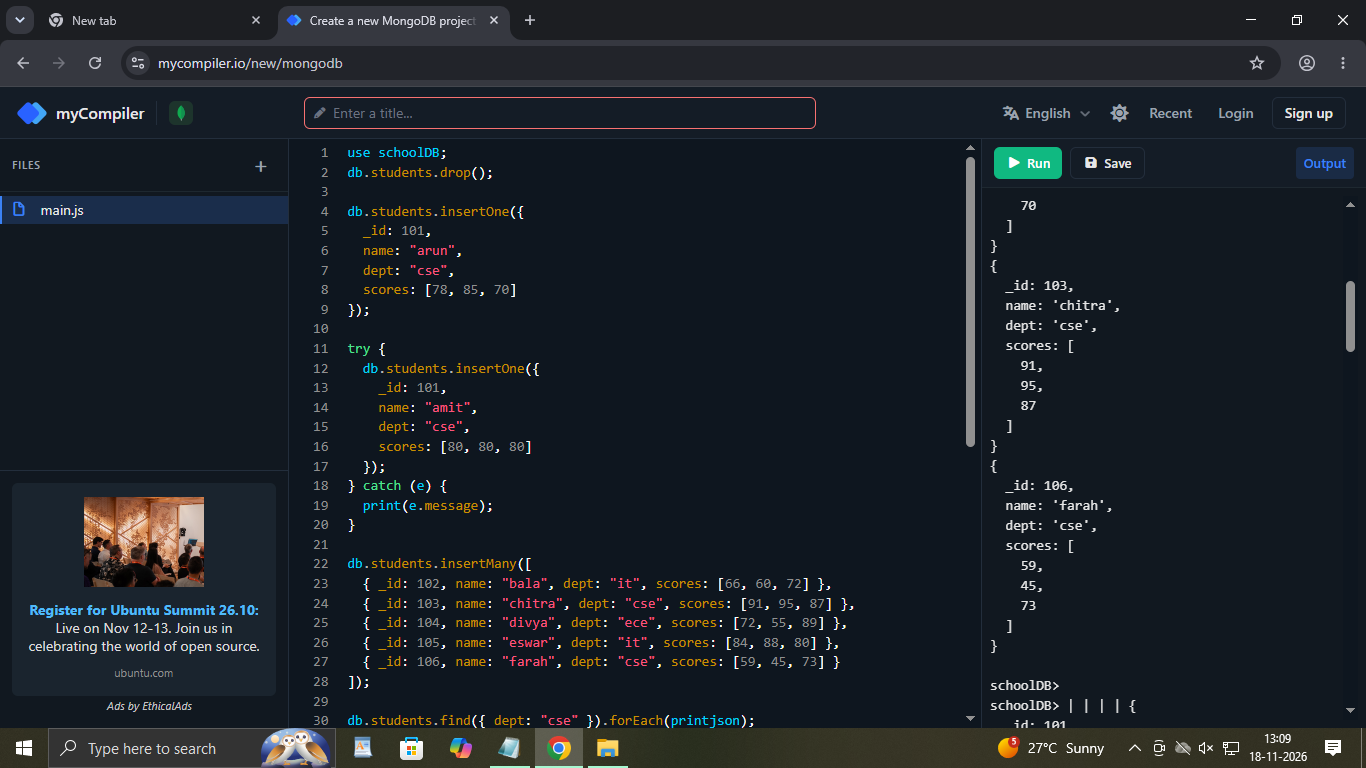 New tab
Create a new MongoDB project
mycompiler.io/new/mongodb
myCompiler
Enter a title...
English
Recent
Login
Sign up
FILES
main.js
Register for Ubuntu Summit 26.10:
Live on Nov 12-13. Join us in
celebrating the world of open source.
ubuntu.com
Ads by EthicalAds
1 use schoolDB;
2 db.students.drop();
3
4 db.students.insertOne({
5   _id: 101,
6   name: "arun",
7   dept: "cse",
8   scores: [78, 85, 70]
9 });
10
11 try {
12   db.students.insertOne({
13     _id: 101,
14     name: "amit",
15     dept: "cse",
16     scores: [80, 80, 80]
17   });
18 } catch (e) {
19   print(e.message);
20 }
21
22 db.students.insertMany([
23   { _id: 102, name: "bala", dept: "it", scores: [66, 60, 72] },
24   { _id: 103, name: "chitra", dept: "cse", scores: [91, 95, 87] },
25   { _id: 104, name: "divya", dept: "ece", scores: [72, 55, 89] },
26   { _id: 105, name: "eswar", dept: "it", scores: [84, 88, 80] },
27   { _id: 106, name: "farah", dept: "cse", scores: [59, 45, 73] }
28 ]);
29
30 db.students.find({ dept: "cse" }).forEach(printjson);
Run
Save
Output
70
]
}
{
_id: 103,
name: 'chitra',
dept: 'cse',
scores: [
91,
95,
87
]
}
{
_id: 106,
name: 'farah',
dept: 'cse',
scores: [
59,
45,
73
]
}
schoolDB>
schoolDB> | | | | {
_id: 101
Type here to search
5
27°C Sunny
13:09
18-11-2026